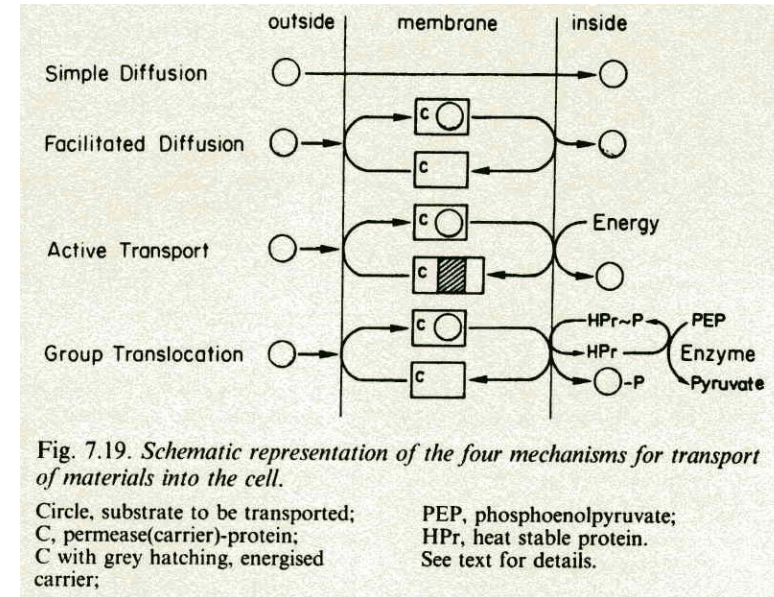 outside membrane inside
Simple Diffusion
C
Facilitated Diffusion
C
C
Energy
Active Transport
C
C
HPr~P PEP
Group Translocation HPr Enzyme
C
-P Pyruvate
Fig. 7.19. Schematic representation of the four mechanisms for transport
of materials into the cell.
Circle, substrate to be transported;
C, permease(carrier)-protein;
C with grey hatching, energised
carrier;
PEP, phosphoenolpyruvate;
HPr, heat stable protein.
See text for details.